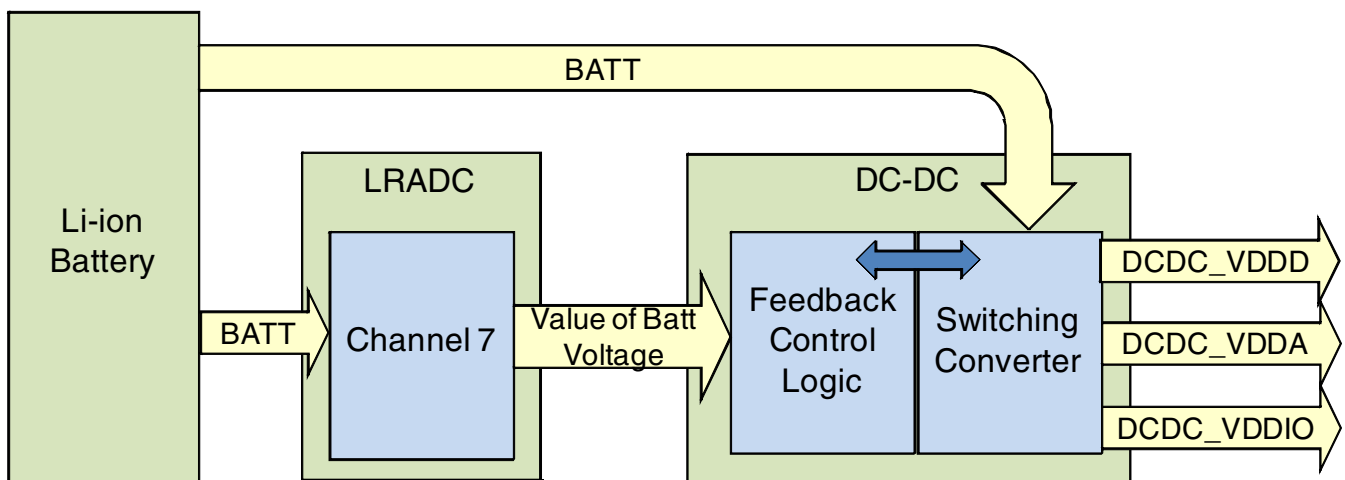 BATT
LRADC
DC-DC
Li-ion
Battery
BATT
Channel 7
Value of Batt
Voltage
Feedback
Control
Logic
Switching
Converter
DCDC_VDDD
DCDC_VDDA
DCDC_VDDIO